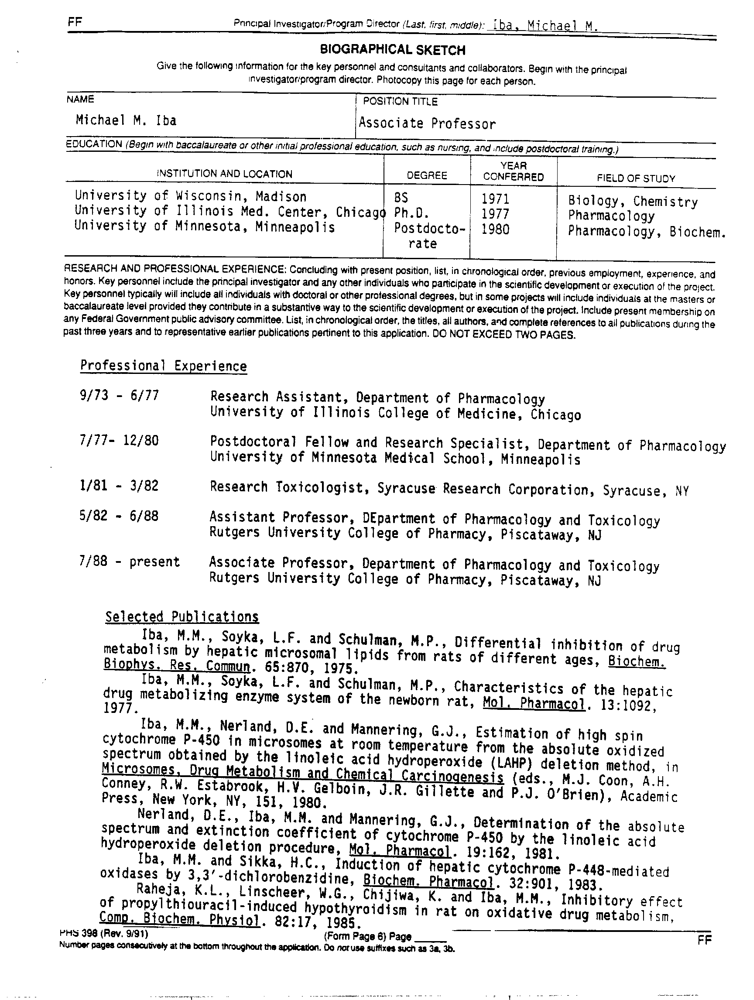 FF
Principal Investigator/Program Director (Last, first, middle): Iba, Michael M.
BIOGRAPHICAL SKETCH
Give the following information for the key personnel and consultants and collaborators. Begin with the principal
investigator/program director. Photocopy this page for each person.
NAME
POSITION TITLE
Michael M. Iba
Associate Professor
EDUCATION (Begin with baccalaureate or other initial professional education, such as nursing, and include postdoctoral training.)
INSTITUTION AND LOCATION DEGREE YEAR CONFERRED FIELD OF STUDY
University of Wisconsin, Madison BS 1971 Biology, Chemistry
University of Illinois Med. Center, Chicago Ph.D. 1977 Pharmacology
University of Minnesota, Minneapolis Postdocto- 1980 Pharmacology, Biochem.
rate
RESEARCH AND PROFESSIONAL EXPERIENCE: Concluding with present position, list, in chronological order, previous employment, experience, and
honors. Key personnel include the principal investigator and any other individuals who participate in the scientific development or execution of the project.
Key personnel typically will include all individuals with doctoral or other professional degrees, but in some projects will include individuals at the masters or
baccalaureate level provided they contribute in a substantive way to the scientific development or execution of the project. Include present membership on
any Federal Government public advisory committee. List, in chronological order, the titles, all authors, and complete references to all publications during the
past three years and to representative earlier publications pertinent to this application. DO NOT EXCEED TWO PAGES.
Professional Experience
9/73 - 6/77 Research Assistant, Department of Pharmacology
University of Illinois College of Medicine, Chicago
7/77- 12/80 Postdoctoral Fellow and Research Specialist, Department of Pharmacology
University of Minnesota Medical School, Minneapolis
1/81 - 3/82 Research Toxicologist, Syracuse Research Corporation, Syracuse, NY
5/82 - 6/88 Assistant Professor, DEpartment of Pharmacology and Toxicology
Rutgers University College of Pharmacy, Piscataway, NJ
7/88 - present Associate Professor, Department of Pharmacology and Toxicology
Rutgers University College of Pharmacy, Piscataway, NJ
Selected Publications
Iba, M.M., Soyka, L.F. and Schulman, M.P., Differential inhibition of drug
metabolism by hepatic microsomal lipids from rats of different ages, Biochem.
Biophys. Res. Commun. 65:870, 1975.
Iba, M.M., Soyka, L.F. and Schulman, M.P., Characteristics of the hepatic
drug metabolizing enzyme system of the newborn rat, Mol. Pharmacol. 13:1092,
1977.
Iba, M.M., Nerland, D.E. and Mannering, G.J., Estimation of high spin
cytochrome P-450 in microsomes at room temperature from the absolute oxidized
spectrum obtained by the linoleic acid hydroperoxide (LAHP) deletion method, in
Microsomes, Drug Metabolism and Chemical Carcinogenesis (eds., M.J. Coon, A.H.
Conney, R.W. Estabrook, H.V. Gelboin, J.R. Gillette and P.J. O'Brien), Academic
Press, New York, NY, 151, 1980.
Nerland, D.E., Iba, M.M. and Mannering, G.J., Determination of the absolute
spectrum and extinction coefficient of cytochrome P-450 by the linoleic acid
hydroperoxide deletion procedure, Mol. Pharmacol. 19:162, 1981.
Iba, M.M. and Sikka, H.C., Induction of hepatic cytochrome P-448-mediated
oxidases by 3,3'-dichlorobenzidine, Biochem. Pharmacol. 32:901, 1983.
Raheja, K.L., Linscheer, W.G., Chijiwa, K. and Iba, M.M., Inhibitory effect
of propylthiouracil-induced hypothyroidism in rat on oxidative drug metabolism,
Comp. Biochem. Physiol. 82:17, 1985.
PHS 398 (Rev. 9/91) (Form Page 6) Page
Number pages consecutively at the bottom throughout the application. Do not use suffixes such as 3a, 3b.
FF